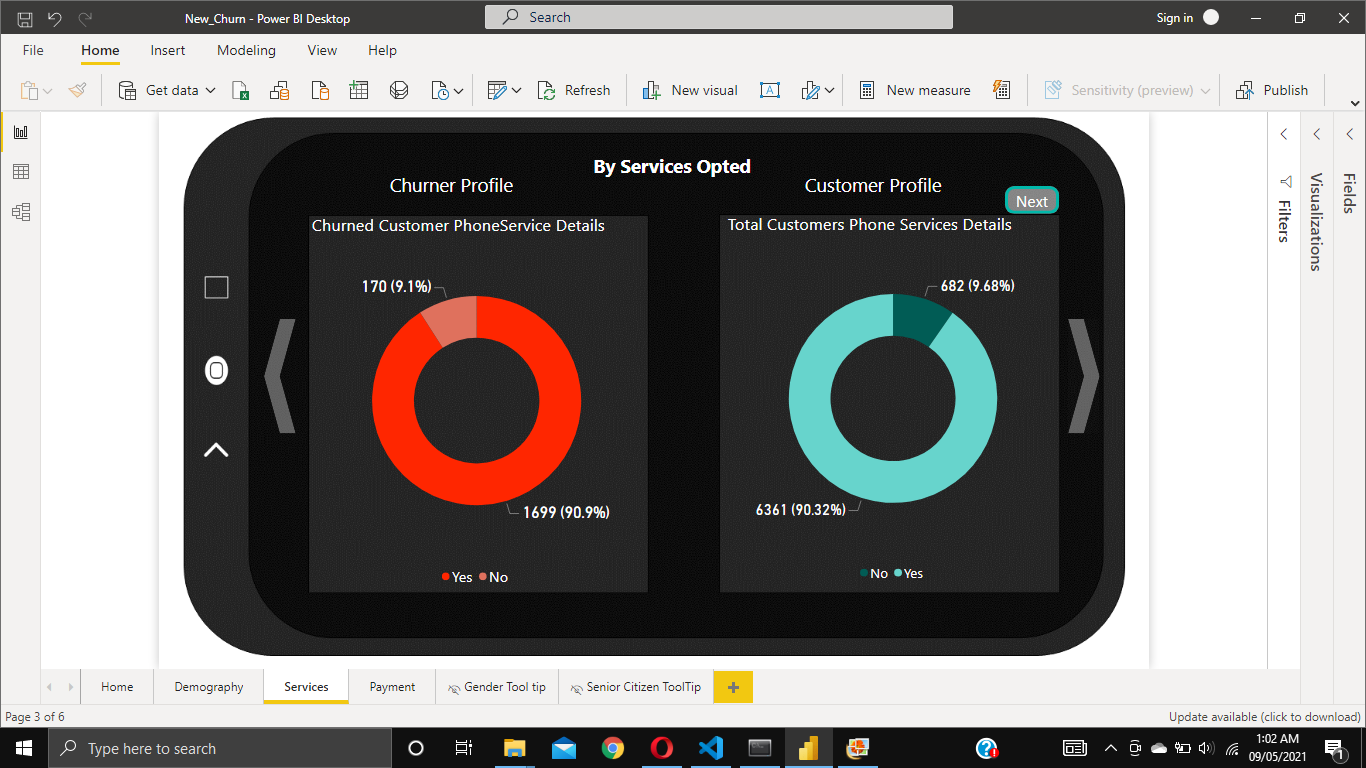 New_Churn - Power BI Desktop
Search
Sign in
File Home Insert Modeling View Help
Get data
Refresh
New visual
A
New measure
Sensitivity (preview)
Publish
By Services Opted
Churner Profile
Customer Profile
Next
Churned Customer PhoneService Details
170 (9.1%)
1699 (90.9%)
Yes No
Total Customers Phone Services Details
682 (9.68%)
6361 (90.32%)
No Yes
Filters
Visualizations
Fields
Home Demography Services Payment Gender Tool tip Senior Citizen ToolTip +
Page 3 of 6
Update available (click to download)
Type here to search
1:02 AM
09/05/2021
1